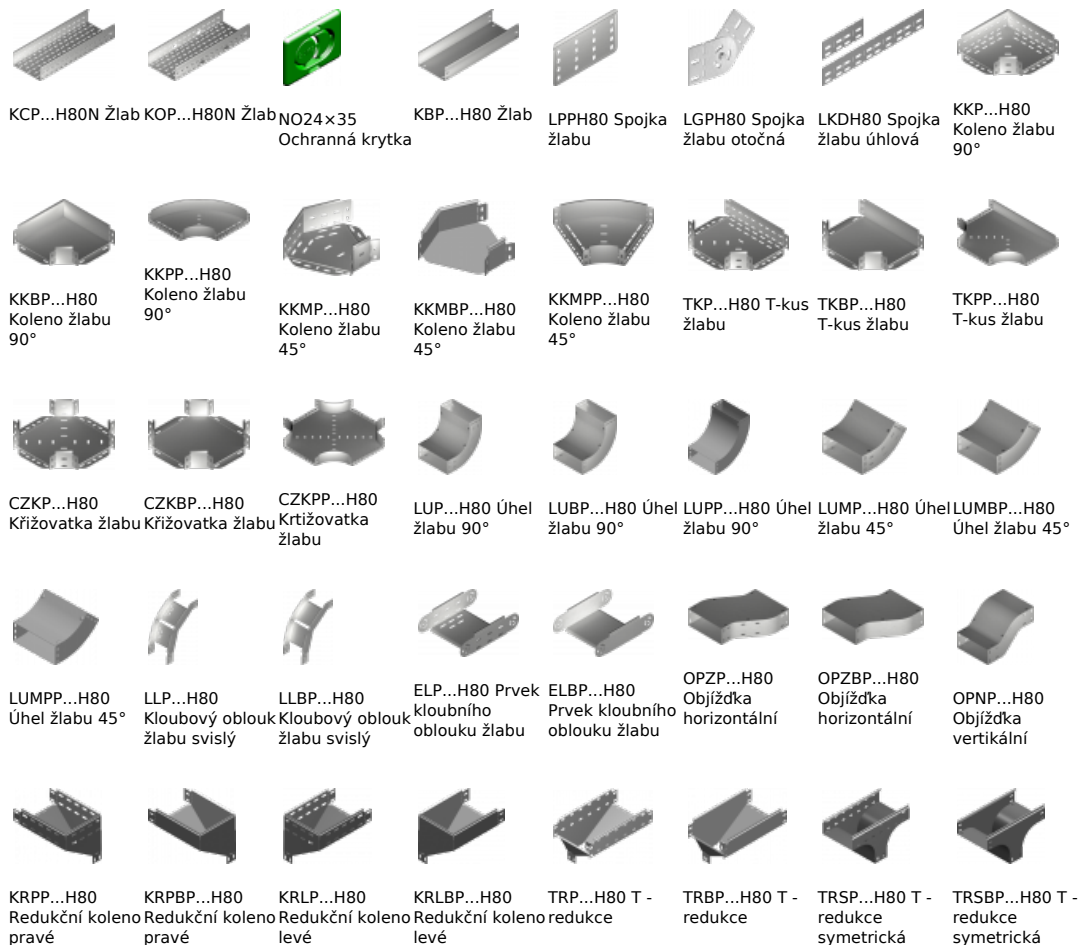 KCP...H80N Žlab
KOP...H80N Žlab
NO24×35
Ochranná krytka
KBP...H80 Žlab
LPPH80 Spojka
žlabu
LGPH80 Spojka
žlabu otočná
LKDH80 Spojka
žlabu úhlová
KKP...H80
Koleno žlabu
90°
KKBP...H80
Koleno žlabu
90°
KKPP...H80
Koleno žlabu
90°
KKMP...H80
Koleno žlabu
45°
KKMBP...H80
Koleno žlabu
45°
KKMPP...H80
Koleno žlabu
45°
TKP...H80 T-kus
žlabu
TKBP...H80
T-kus žlabu
TKPP...H80
T-kus žlabu
CZKP...H80
Křižovatka žlabu
CZKBP...H80
Křižovatka žlabu
CZKPP...H80
Krtižovatka
žlabu
LUP...H80 Úhel
žlabu 90°
LUBP...H80 Úhel
žlabu 90°
LUPP...H80 Úhel
žlabu 90°
LUMP...H80 Úhel
žlabu 45°
LUMBP...H80
Úhel žlabu 45°
LUMPP...H80
Úhel žlabu 45°
LLP...H80
Kloubový oblouk
žlabu svislý
LLBP...H80
Kloubový oblouk
žlabu svislý
ELP...H80 Prvek
kloubního
oblouku žlabu
ELBP...H80
Prvek kloubního
oblouku žlabu
OPZP...H80
Objížďka
horizontální
OPZBP...H80
Objížďka
horizontální
OPNP...H80
Objížďka
vertikální
KRPP...H80
Redukční koleno
pravé
KRPBP...H80
Redukční koleno
pravé
KRLP...H80
Redukční koleno
levé
KRLBP...H80
Redukční koleno
levé
TRP...H80 T -
redukce
TRBP...H80 T -
redukce
TRSP...H80 T -
redukce
symetrická
TRSBP...H80 T -
redukce
symetrická